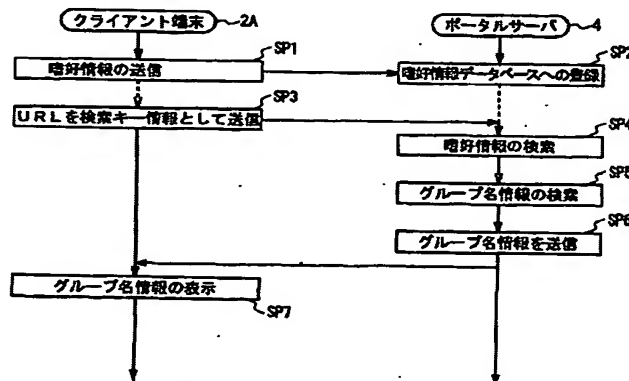 クライアント端末 2A
ポータルサーバ 4
SP1
嗜好情報の送信
SP2
嗜好情報データベースへの登録
SP3
URLを検索キー情報として送信
SP4
嗜好情報の検索
SP5
グループ名情報の検索
SP6
グループ名情報を送信
グループ名情報の表示
SP7